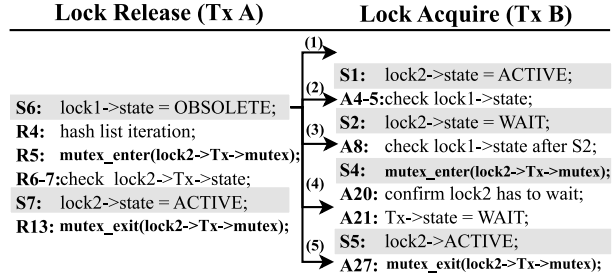 Lock Release (Tx A)
S6: lock1->state = OBSOLETE;
R4: hash list iteration;
R5: mutex_enter(lock2->Tx->mutex);
R6-7:check lock2->Tx->state;
S7: lock2->state = ACTIVE;
R13: mutex_exit(lock2->Tx->mutex);
(1)
(2)
(3)
(4)
(5)
Lock Acquire (Tx B)
S1: lock2->state = ACTIVE;
A4-5:check lock1->state;
S2: lock2->state = WAIT;
A8: check lock1->state after S2;
S4: mutex_enter(lock2->Tx->mutex);
A20: confirm lock2 has to wait;
A21: Tx->state = WAIT;
S5: lock2->ACTIVE;
A27: mutex_exit(lock2->Tx->mutex);